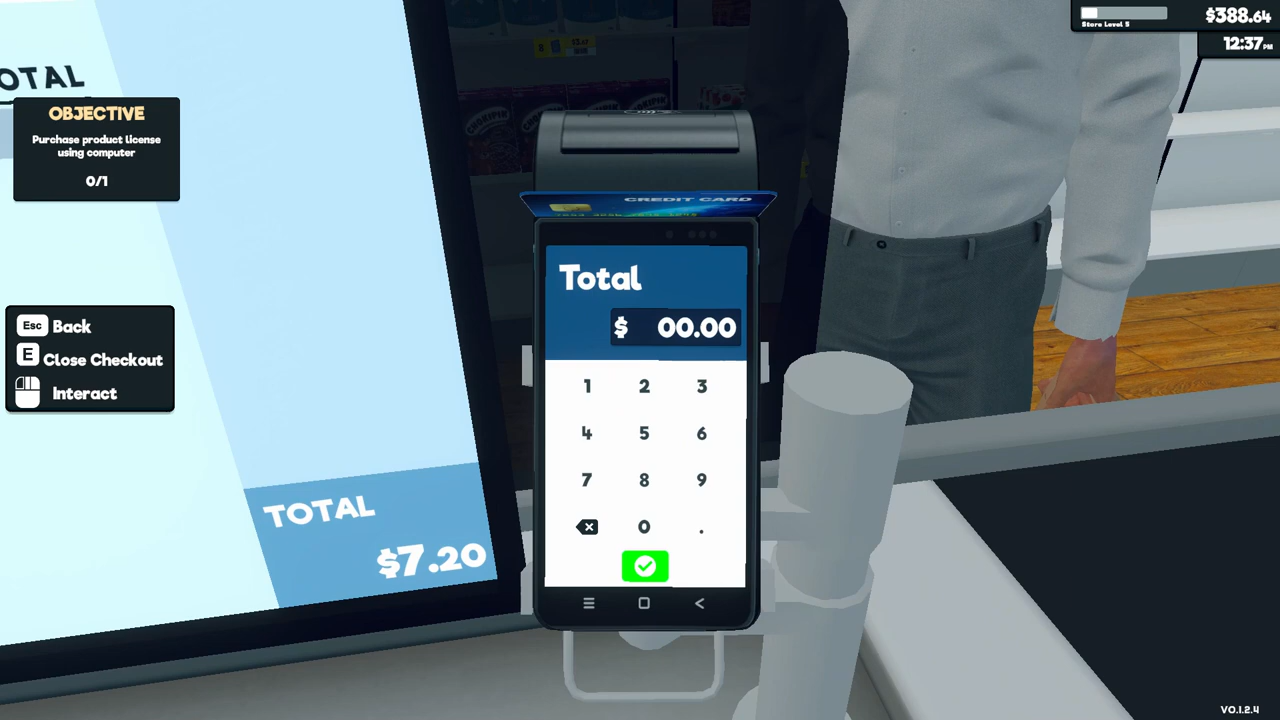 $388.64
Store Level 5
12:37PM
OTAL
OBJECTIVE
Purchase product license
using computer
0/1
Esc Back
E Close Checkout
Interact
CREDIT CARD
Total
$ 00.00
1 2 3
4 5 6
7 8 9
0 .
TOTAL
$7.20
V0.1.2.4